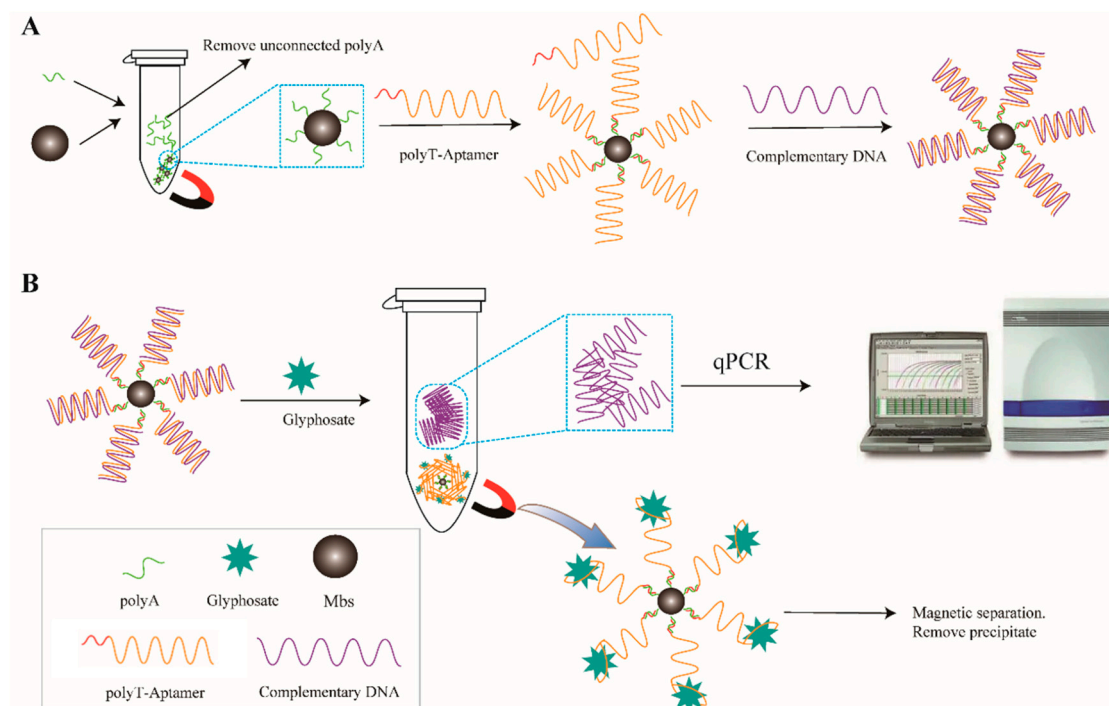 A
Remove unconnected polyA
polyT-Aptamer
Complementary DNA
B
Glyphosate
qPCR
polyA
Glyphosate
Mbs
polyT-Aptamer
Complementary DNA
Magnetic separation.
Remove precipitate